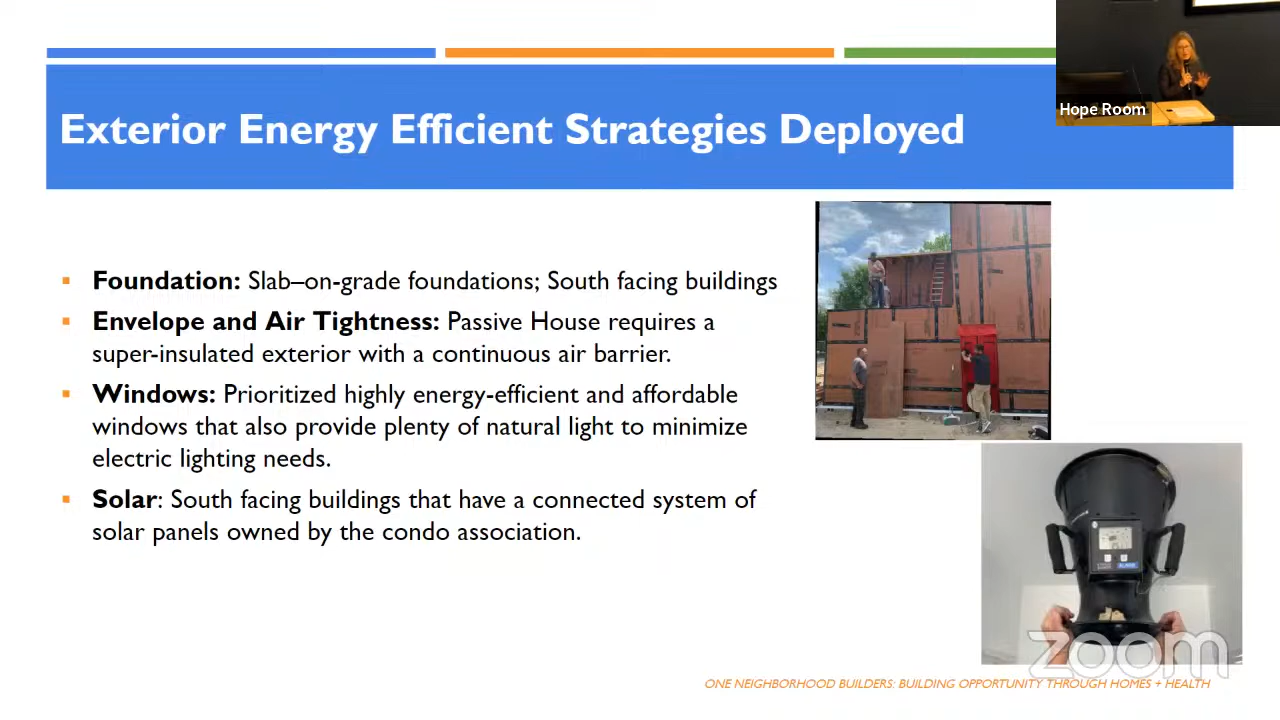 Hope Room
Exterior Energy Efficient Strategies Deployed
Foundation: Slab–on-grade foundations; South facing buildings
Envelope and Air Tightness: Passive House requires a
super-insulated exterior with a continuous air barrier.
Windows: Prioritized highly energy-efficient and affordable
windows that also provide plenty of natural light to minimize
electric lighting needs.
Solar: South facing buildings that have a connected system of
solar panels owned by the condo association.
zoom
ONE NEIGHBORHOOD BUILDERS: BUILDING OPPORTUNITY THROUGH HOMES + HEALTH